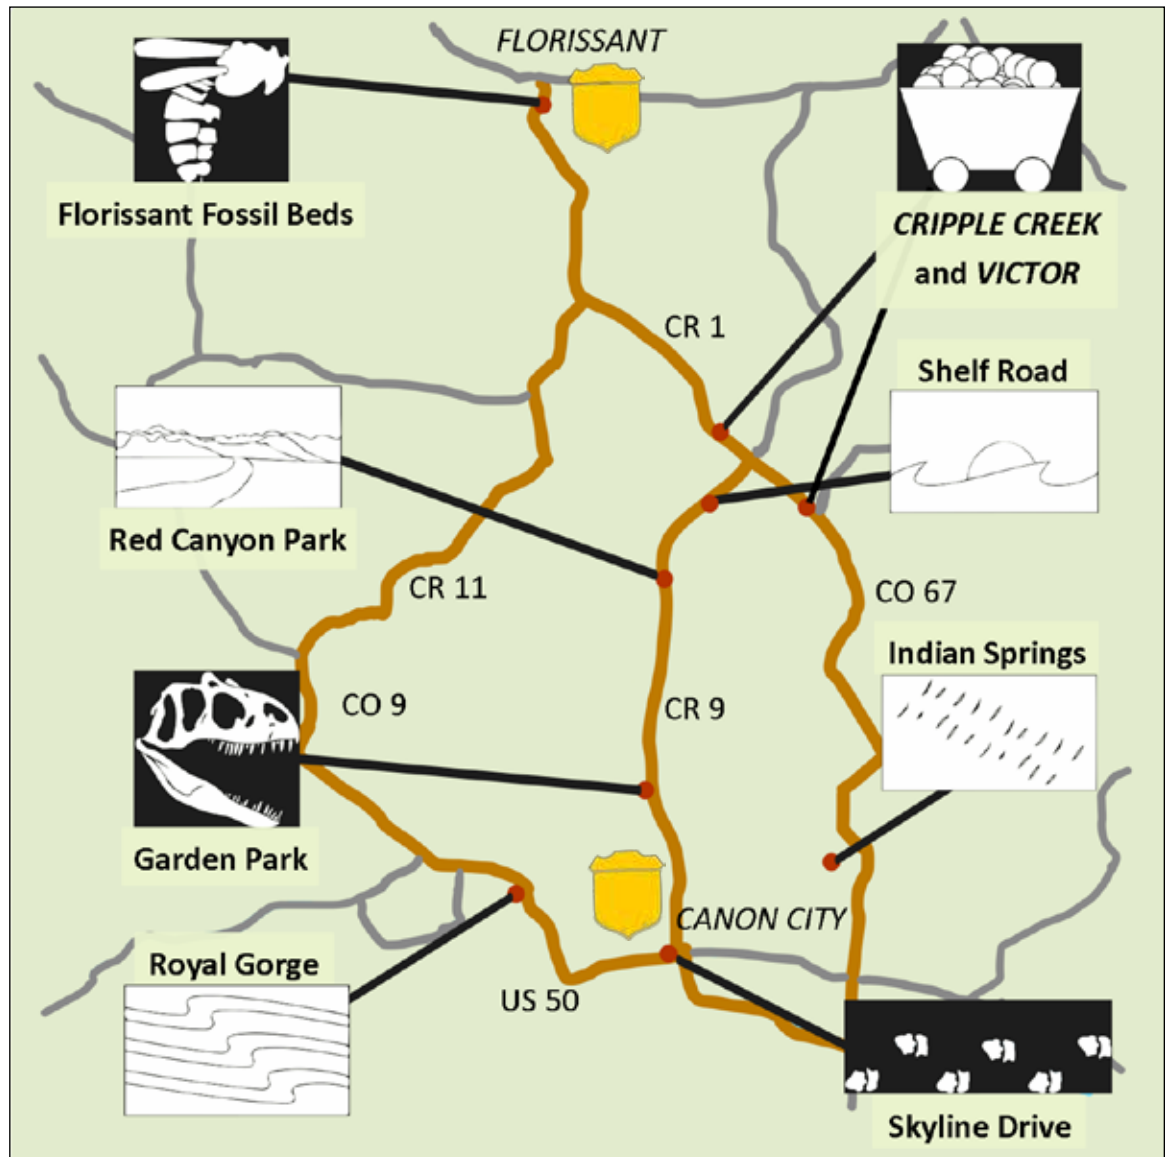 FLORISSANT
Florissant Fossil Beds
CRIPPLE CREEK
and VICTOR
CR 1
Shelf Road
Red Canyon Park
CR 11
CO 67
Indian Springs
CO 9
CR 9
Garden Park
CANON CITY
Royal Gorge
US 50
Skyline Drive